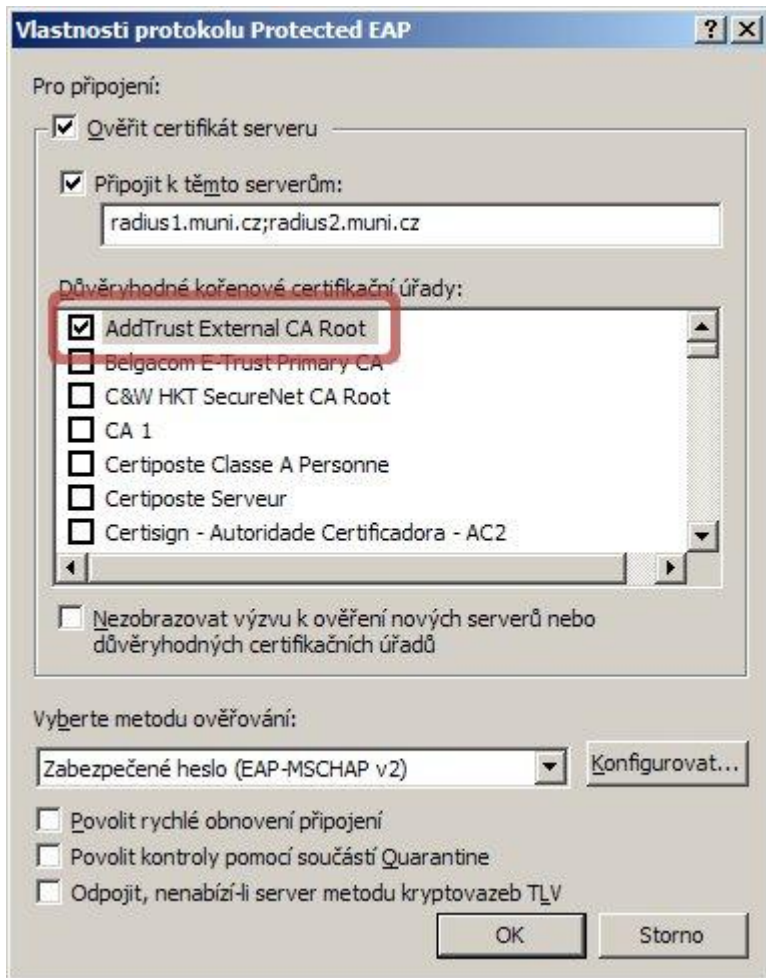 Vlastnosti protokolu Protected EAP
Pro připojení:
Ověřit certifikát serveru
Připojit k těmto serverům:
radius1.muni.cz;radius2.muni.cz
Důvěryhodné kořenové certifikační úřady:
AddTrust External CA Root
Belgacom E-Trust Primary CA
C&W HKT SecureNet CA Root
CA 1
Certiposte Classe A Personne
Certiposte Serveur
Certisign - Autoridade Certificadora - AC2
Nezobrazovat výzvu k ověření nových serverů nebo
důvěryhodných certifikačních úřadů
Vyberte metodu ověřování:
Zabezpečené heslo (EAP-MSCHAP v2)
Konfigurovat...
Povolit rychlé obnovení připojení
Povolit kontroly pomocí součástí Quarantine
Odpojit, nenabízí-li server metodu kryptovazeb TLV
OK
Storno